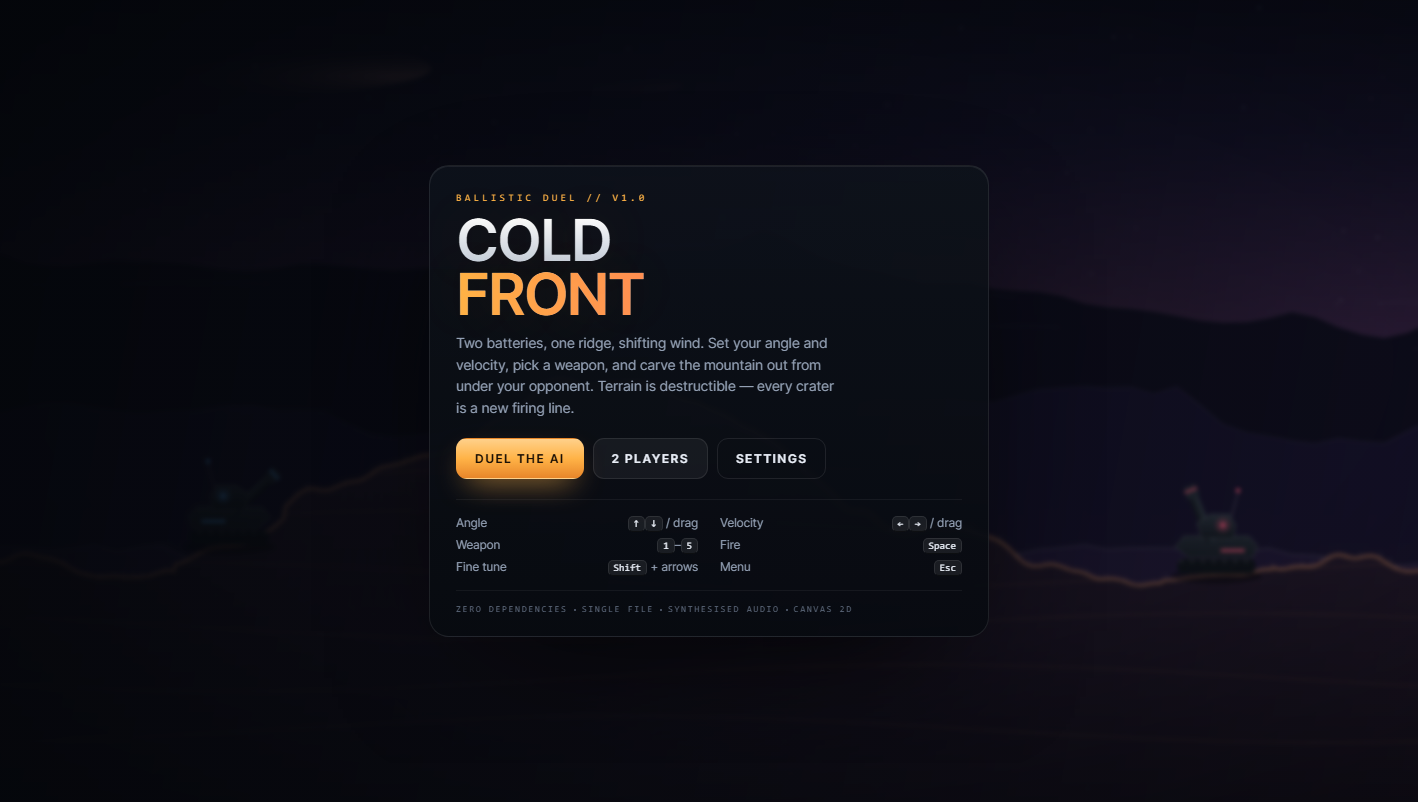 BALLISTIC DUEL // V1.0
COLD
FRONT
Two batteries, one ridge, shifting wind. Set your angle and
velocity, pick a weapon, and carve the mountain out from
under your opponent. Terrain is destructible — every crater
is a new firing line.
DUEL THE AI 2 PLAYERS SETTINGS
Angle ↑ ↓ / drag Velocity ← → / drag
Weapon 1–5 Fire Space
Fine tune Shift + arrows Menu Esc
ZERO DEPENDENCIES • SINGLE FILE • SYNTHESISED AUDIO • CANVAS 2D